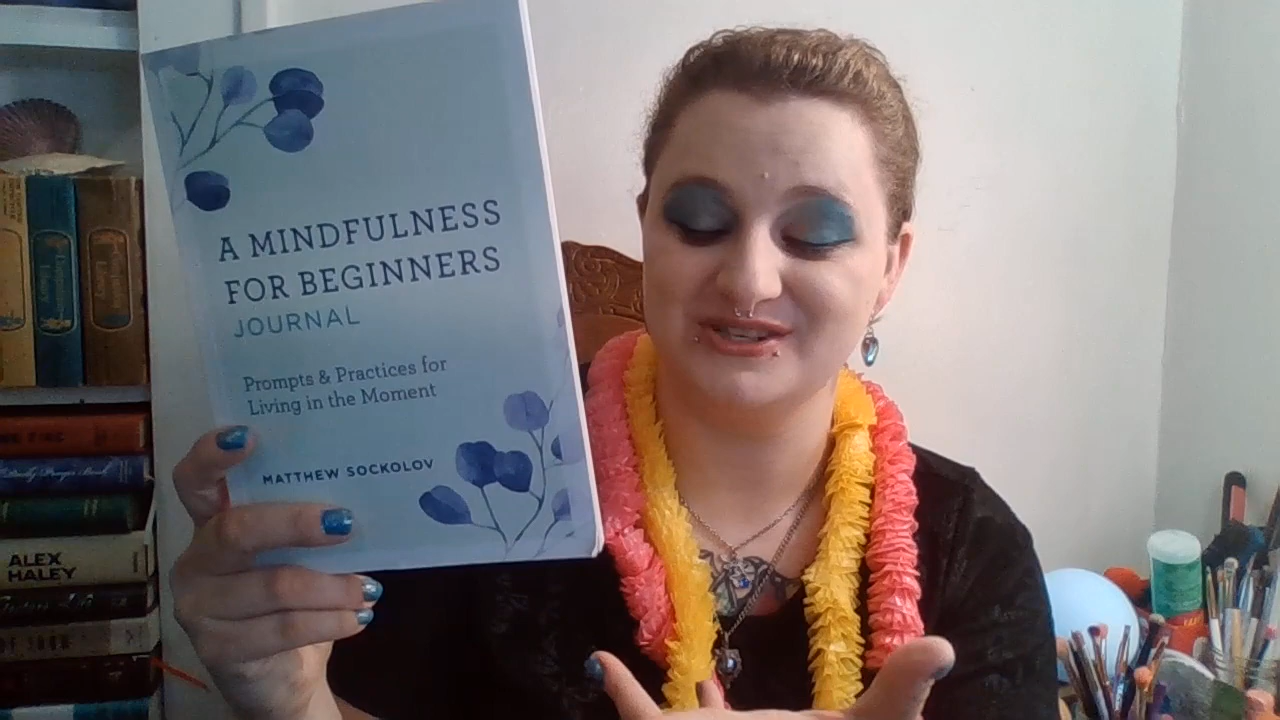 A MINDFULNESS
FOR BEGINNERS
JOURNAL
Prompts & Practices for
Living in the Moment
MATTHEW SOCKOLOV
ALEX
HALEY